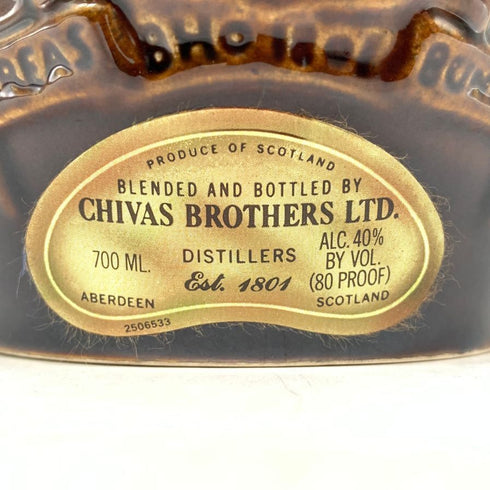 PRODUCE OF SCOTLAND
BLENDED AND BOTTLED BY
CHIVAS BROTHERS LTD.
700 ML.
DISTILLERS
Est. 1801
ALC. 40%
BY VOL.
(80 PROOF)
ABERDEEN
SCOTLAND
2506533